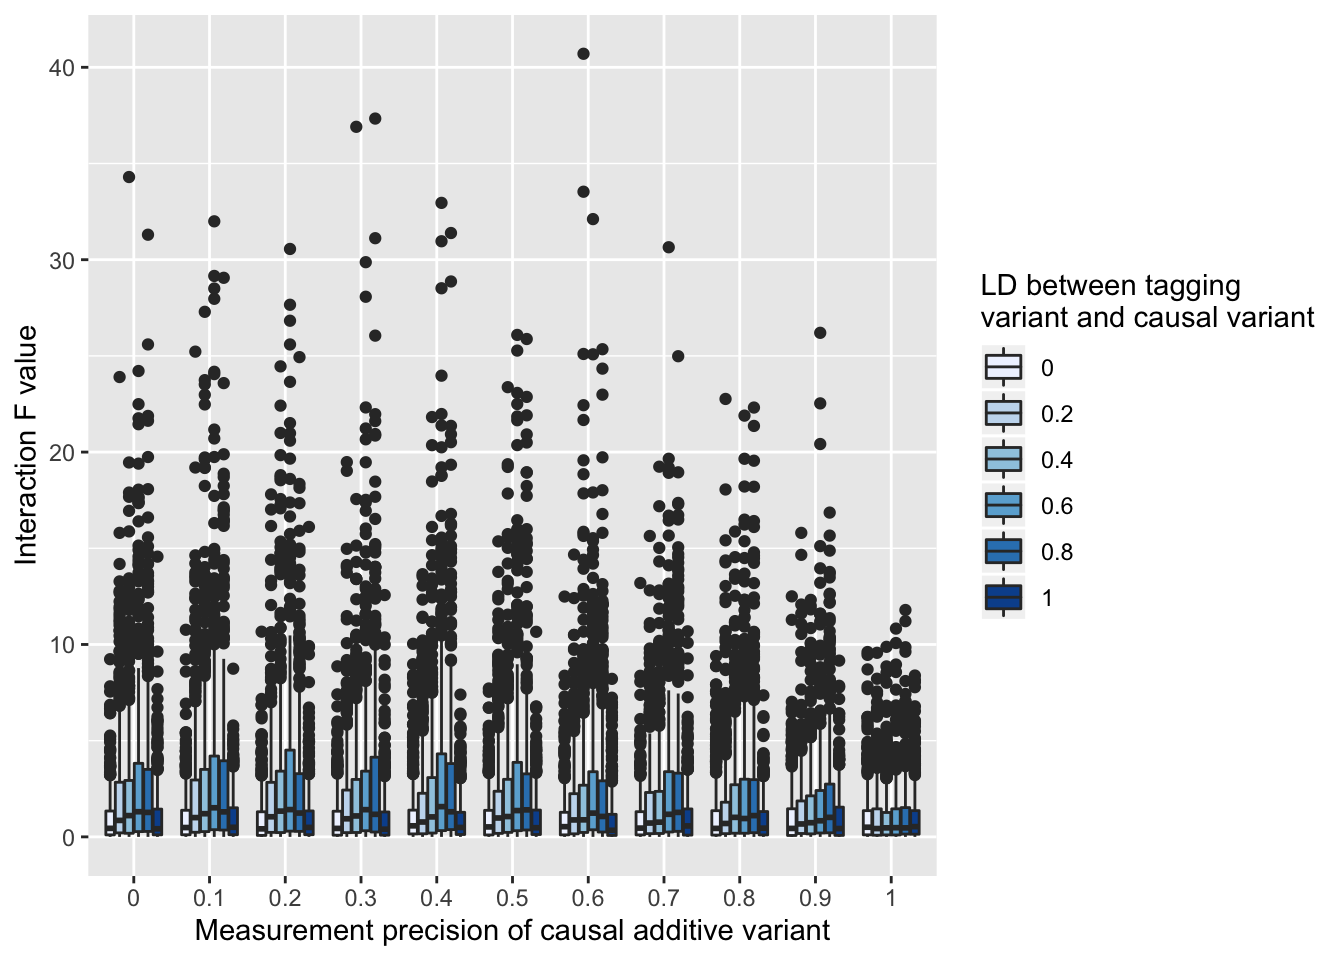 40
30
20
10
0
Interaction F value
0 0.1 0.2 0.3 0.4 0.5 0.6 0.7 0.8 0.9 1
Measurement precision of causal additive variant
LD between tagging
variant and causal variant
0
0.2
0.4
0.6
0.8
1